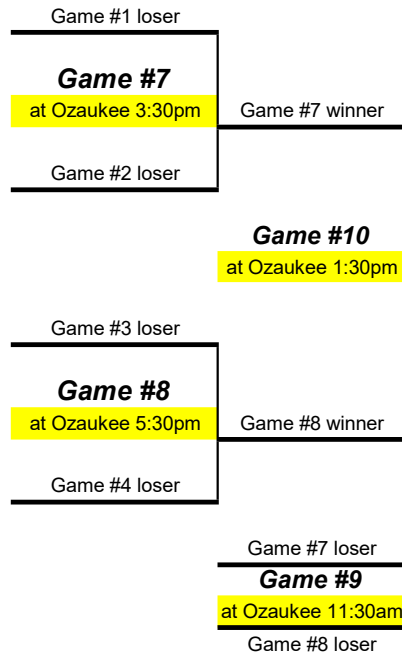 Game #1 loser
Game #7
at Ozaukee 3:30pm
Game #7 winner
Game #2 loser
Game #10
at Ozaukee 1:30pm
Game #3 loser
Game #8
at Ozaukee 5:30pm
Game #8 winner
Game #4 loser
Game #7 loser
Game #9
at Ozaukee 11:30am
Game #8 loser